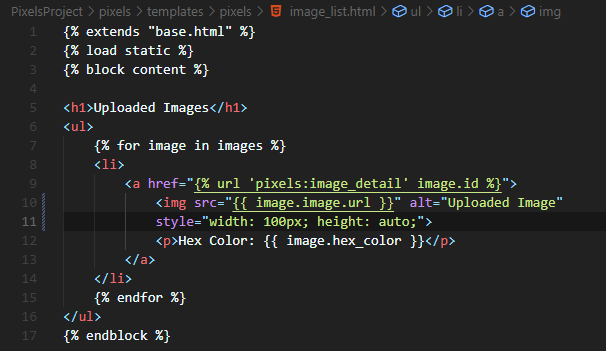 PixelsProject > pixels > templates > pixels > image_list.html > ul > li > a > img
1 {% extends "base.html" %}
2 {% load static %}
3 {% block content %}
4
5 <h1>Uploaded Images</h1>
6 <ul>
7 {% for image in images %}
8 <li>
9 <a href="{% url 'pixels:image_detail' image.id %}">
10 <img src="{{ image.image.url }}" alt="Uploaded Image"
11 style="width: 100px; height: auto;">
12 <p>Hex Color: {{ image.hex_color }}</p>
13 </a>
14 </li>
15 {% endfor %}
16 </ul>
17 {% endblock %}